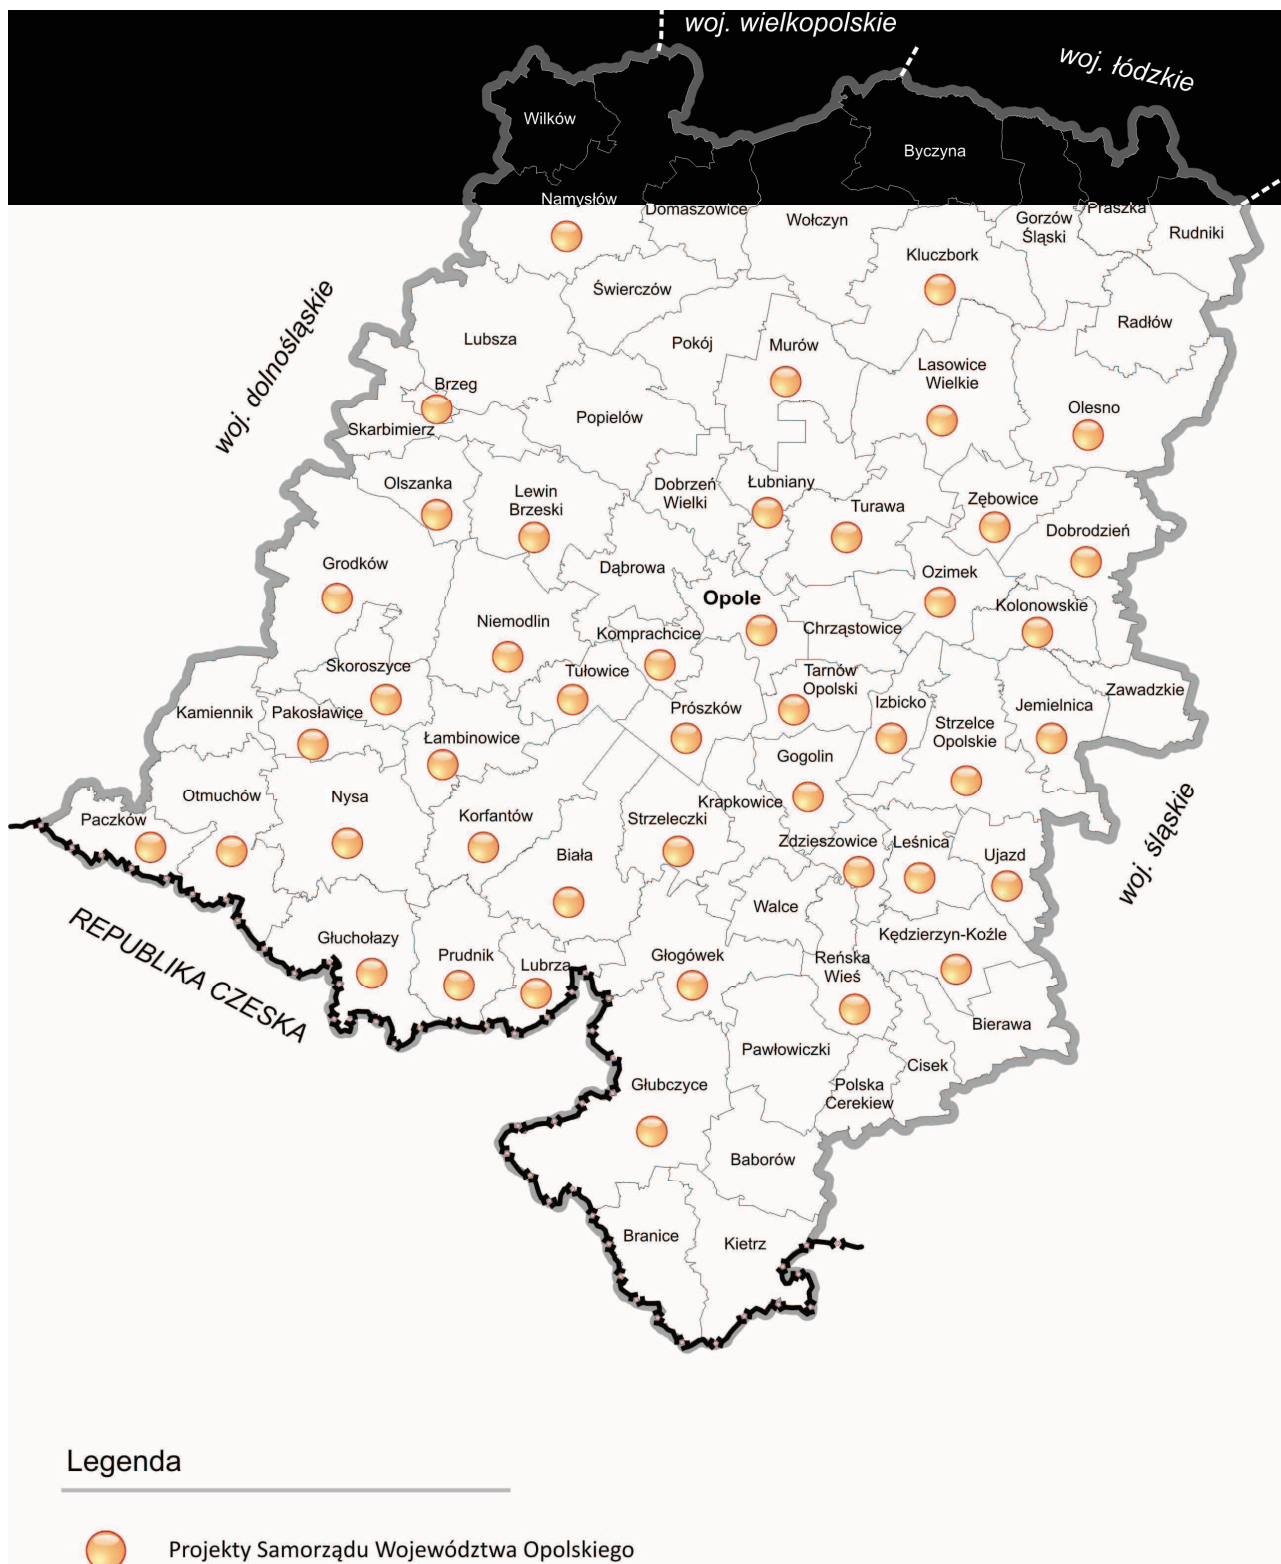 woj. wielkopolskie
woj. łódzkie
Wilków
Byczyna
Namysłów
Domaszowice
Praszka
Wołczyn
Gorzów
Śląski
Rudniki
Kluczbork
Świerczów
woj. dolnośląskie
Radłów
Lubsza
Pokój
Murów
Lasowice
Wielkie
Brzeg
Olesno
Popielów
Skarbimierz
Olszanka
Lewin
Brzeski
Dobrzeń
Wielki
Łubniany
Turawa
Zębowice
Dobrodzień
Grodków
Dąbrowa
Ozimek
Opole
Kolonowskie
Niemodlin
Komprachcice
Chrząstowice
Skoroszyce
Tułowice
Tarnów
Opolski
Zawadzkie
Kamiennik
Pakosławice
Prószków
Izbicko
Jemielnica
Strzelce
Opolskie
Łambinowice
Gogolin
Otmuchów
Nysa
Krapkowice
Paczków
Korfantów
Strzeleczki
woj. śląskie
Zdzieszowice
Leśnica
Ujazd
Biała
Walce
REPUBLIKA CZESKA
Głuchołazy
Prudnik
Lubrza
Głogówek
Reńska
Wieś
Kędzierzyn-Koźle
Bierawa
Pawłowiczki
Cisek
Głubczyce
Polska
Cerekiew
Baborów
Branice
Kietrz
Legenda
Projekty Samorządu Województwa Opolskiego